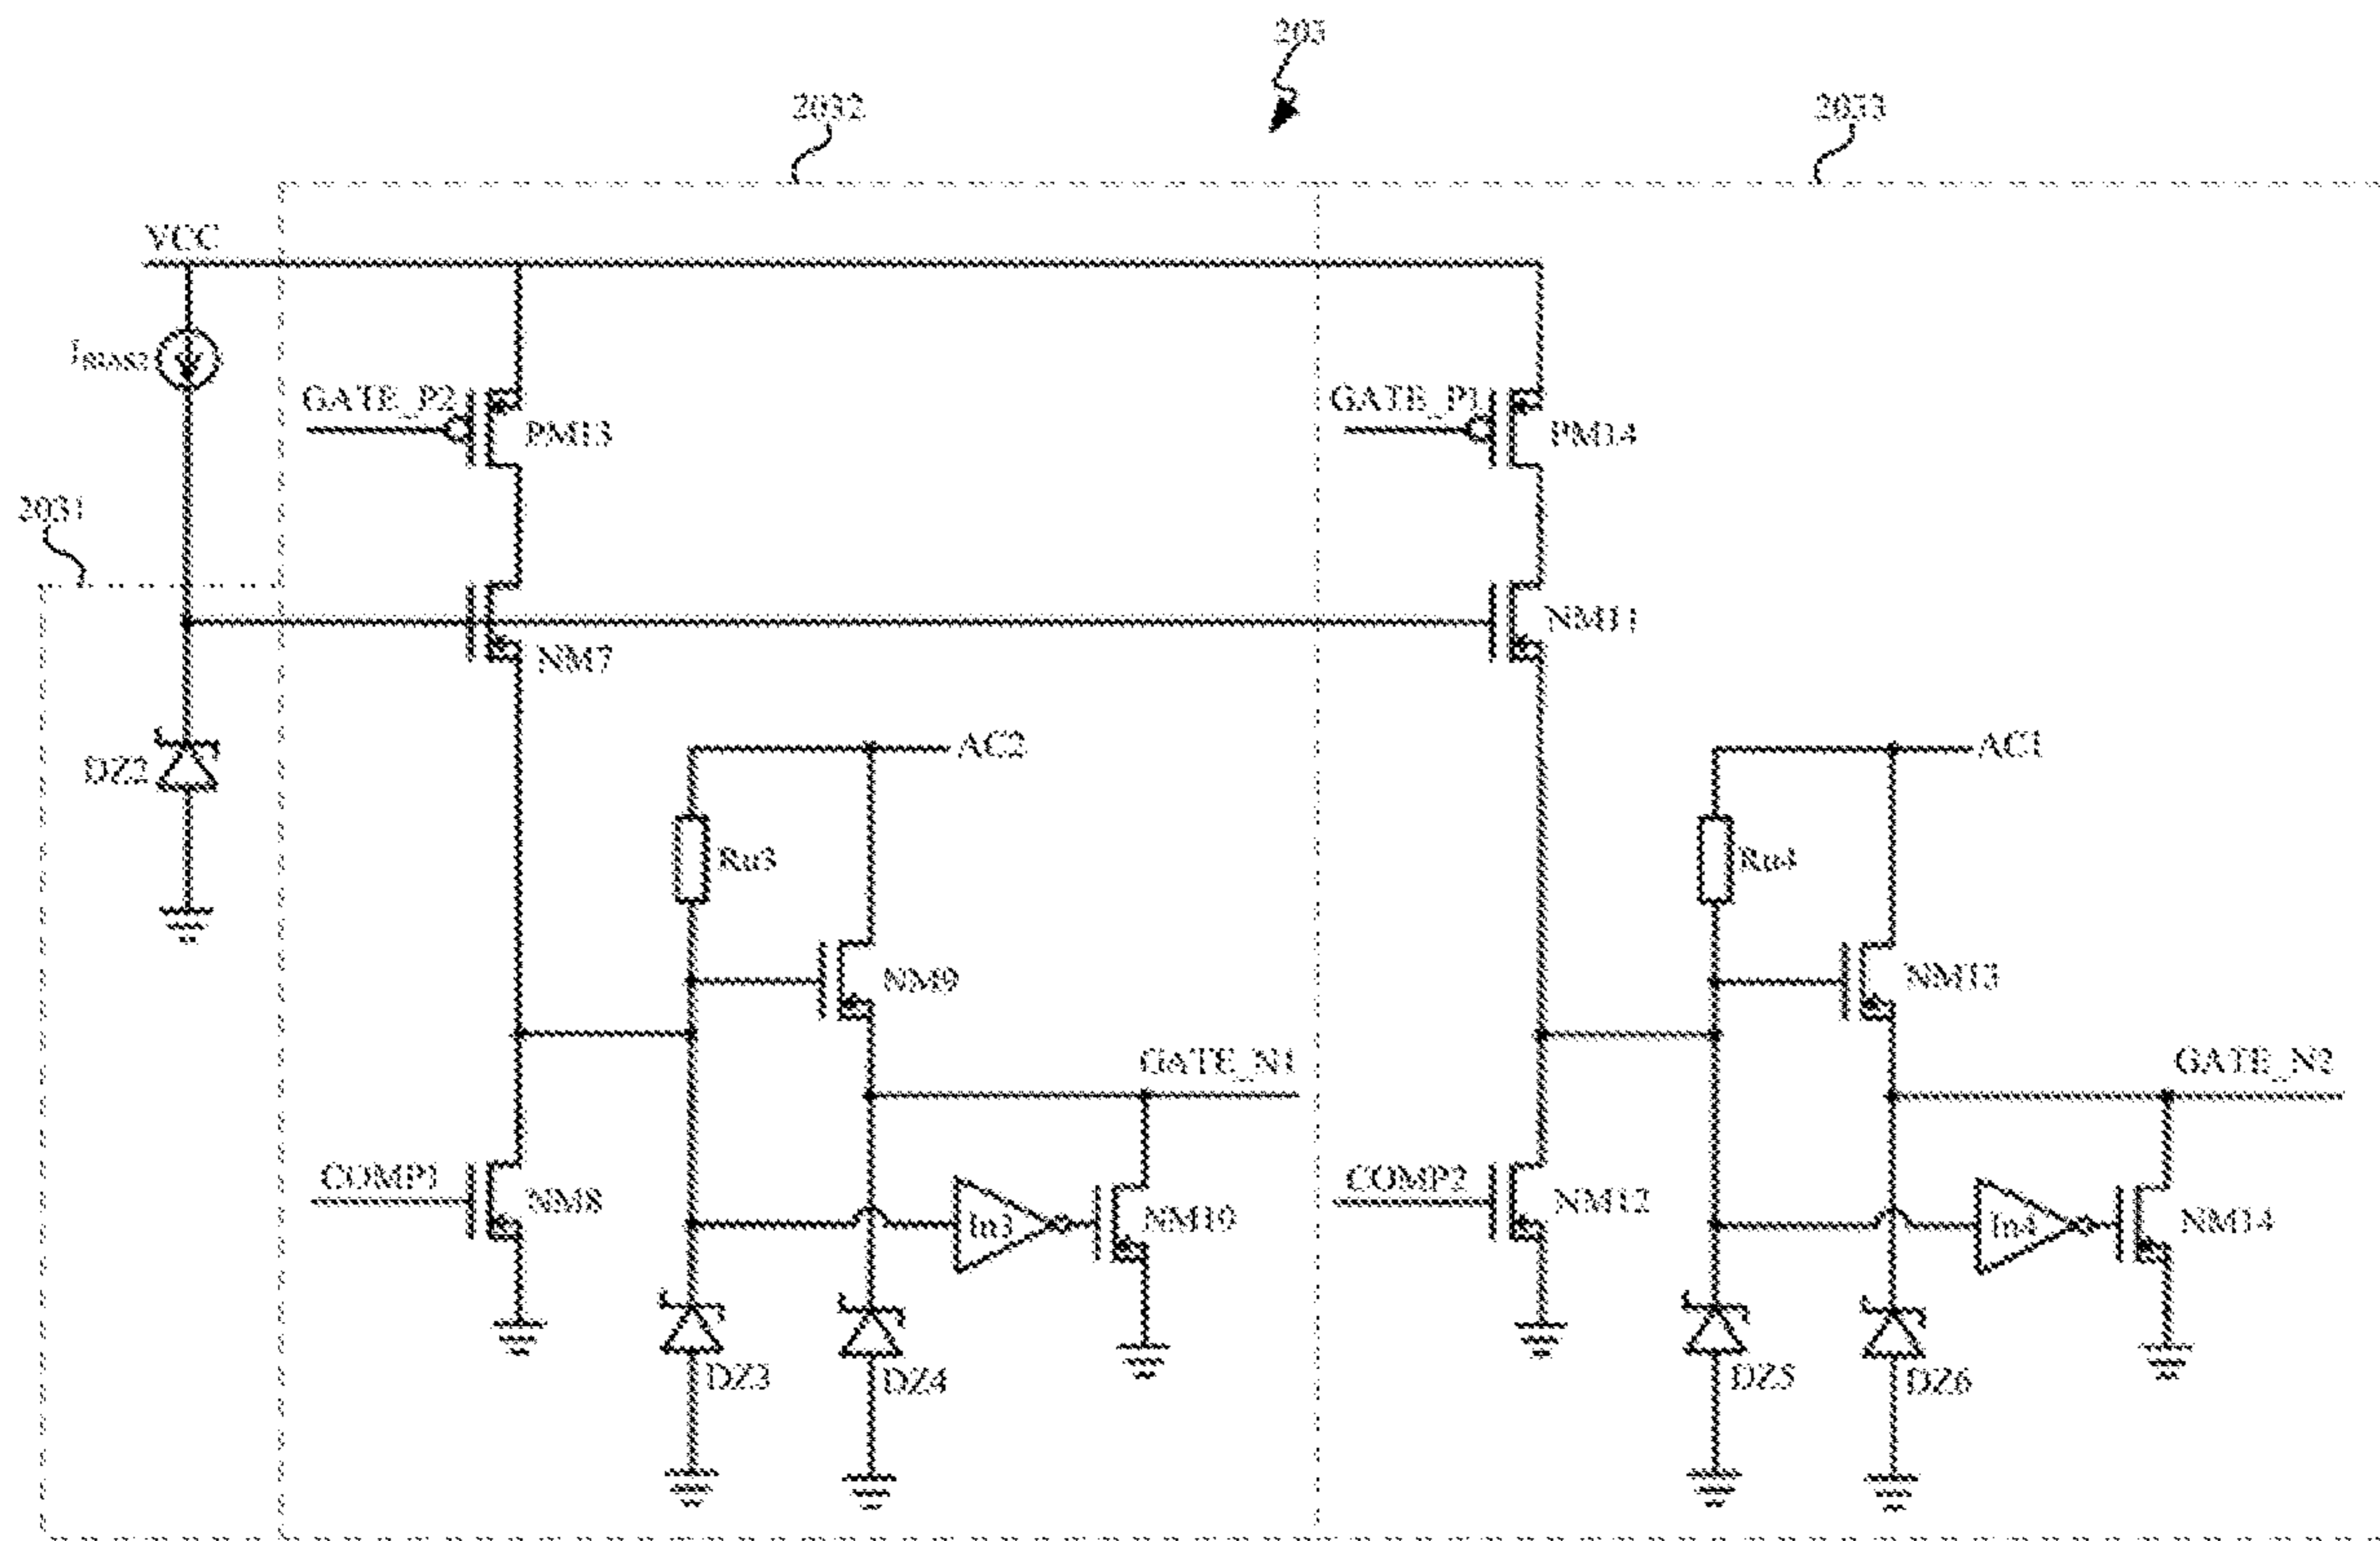 203
2032
2033
VCC
GATE_P2
PM13
GATE_P1
PM14
2031
NM7
NM11
AC2
AC1
DZ2
Ru3
Ru4
NM9
NM13
GATE_N1
GATE_N2
COMP1
NM8
In3
NM10
COMP2
NM12
In4
NM14
DZ3
DZ4
DZ5
DZ6